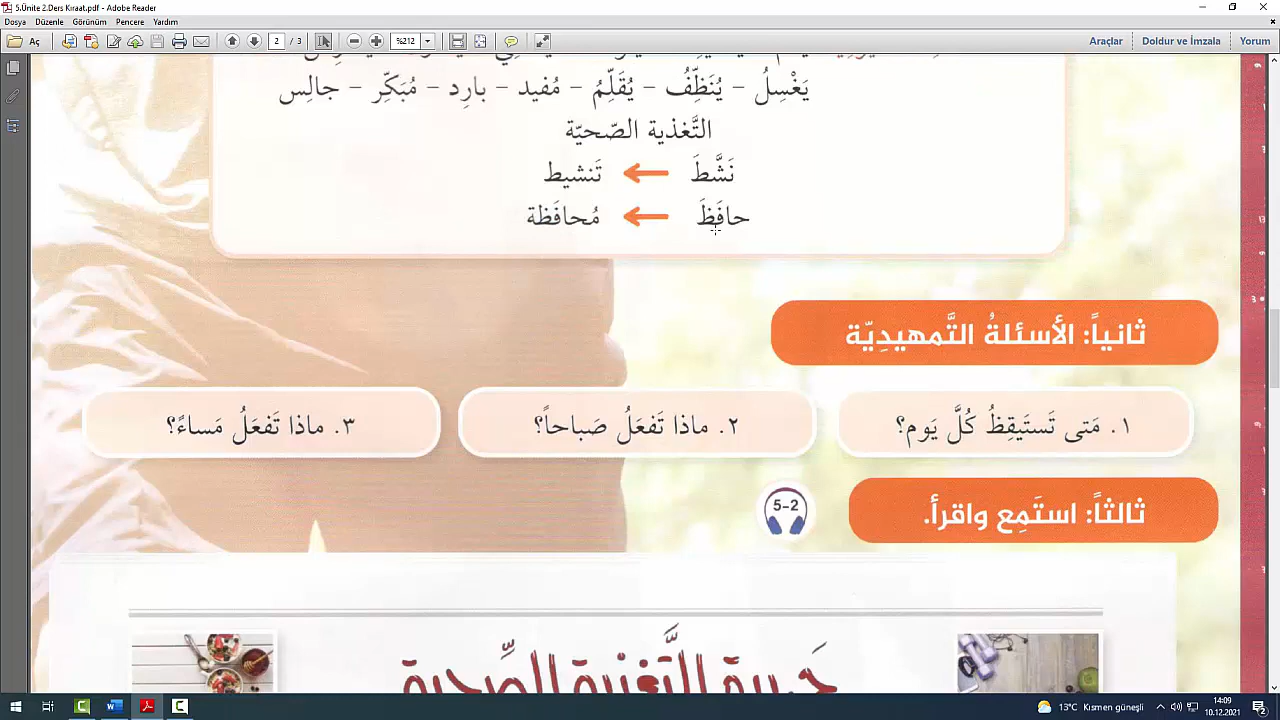 5.Ünite 2.Ders Kıraat.pdf - Adobe Reader
Dosya Düzenle Görünüm Pencere Yardım
Aç 2 / 3 %212 Araçlar Doldur ve İmzala Yorum
يَغْسِلُ – يُنَظِّفُ – يُقَلِّمُ – مُفيد – بارِد – مُبَكِّر – جالِس
التَّغذية الصّحيّة
نَشَّطَ تَنشيط
حافَظَ مُحافَظة
ثانياً: الأسئلةُ التَّمهيدِيّة
١. مَتى تَستَيقِظُ كُلَّ يَوم؟
٢. ماذا تَفعَلُ صَباحاً؟
٣. ماذا تَفعَلُ مَساءً؟
ثالثاً: استَمِع واقرأ.
5-2
13°C Kısmen güneşli
14:09
10.12.2021